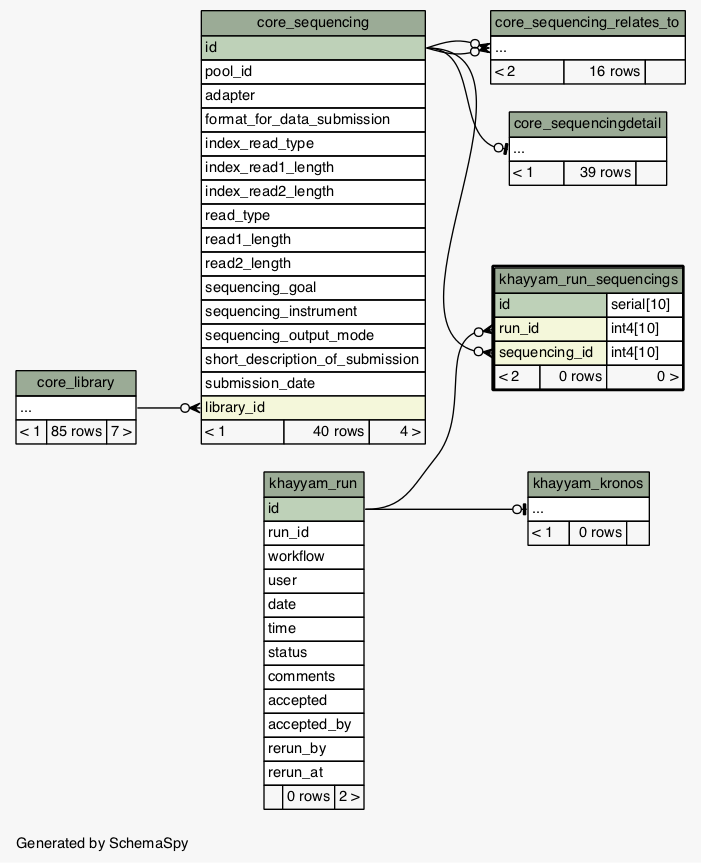 core_sequencing
id
pool_id
adapter
format_for_data_submission
index_read_type
index_read1_length
index_read2_length
read_type
read1_length
read2_length
sequencing_goal
sequencing_instrument
sequencing_output_mode
short_description_of_submission
submission_date
library_id
< 1 40 rows 4 >
core_sequencing_relates_to
...
< 2 16 rows
core_sequencingdetail
...
< 1 39 rows
khayyam_run_sequencings
id serial[10]
run_id int4[10]
sequencing_id int4[10]
< 2 0 rows 0 >
core_library
...
< 1 85 rows 7 >
khayyam_run
id
run_id
workflow
user
date
time
status
comments
accepted
accepted_by
rerun_by
rerun_at
0 rows 2 >
khayyam_kronos
...
< 1 0 rows
Generated by SchemaSpy